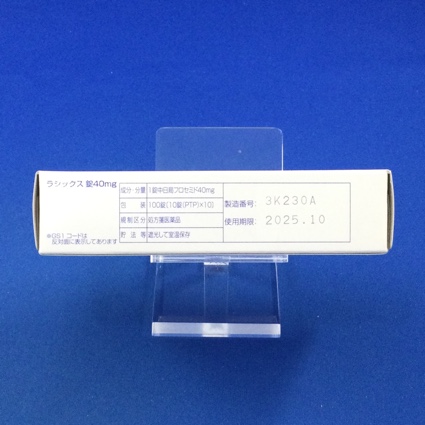 ラシックス 錠40mg
成分・分量 1錠中日局フロセミド40mg
包装 100錠(10錠(PTP)×10)
規制区分 処方箋医薬品
貯法等 遮光して室温保存
製造番号: 3K230A
使用期限: 2025.10
※GS1コードは
反対面に表示してあります